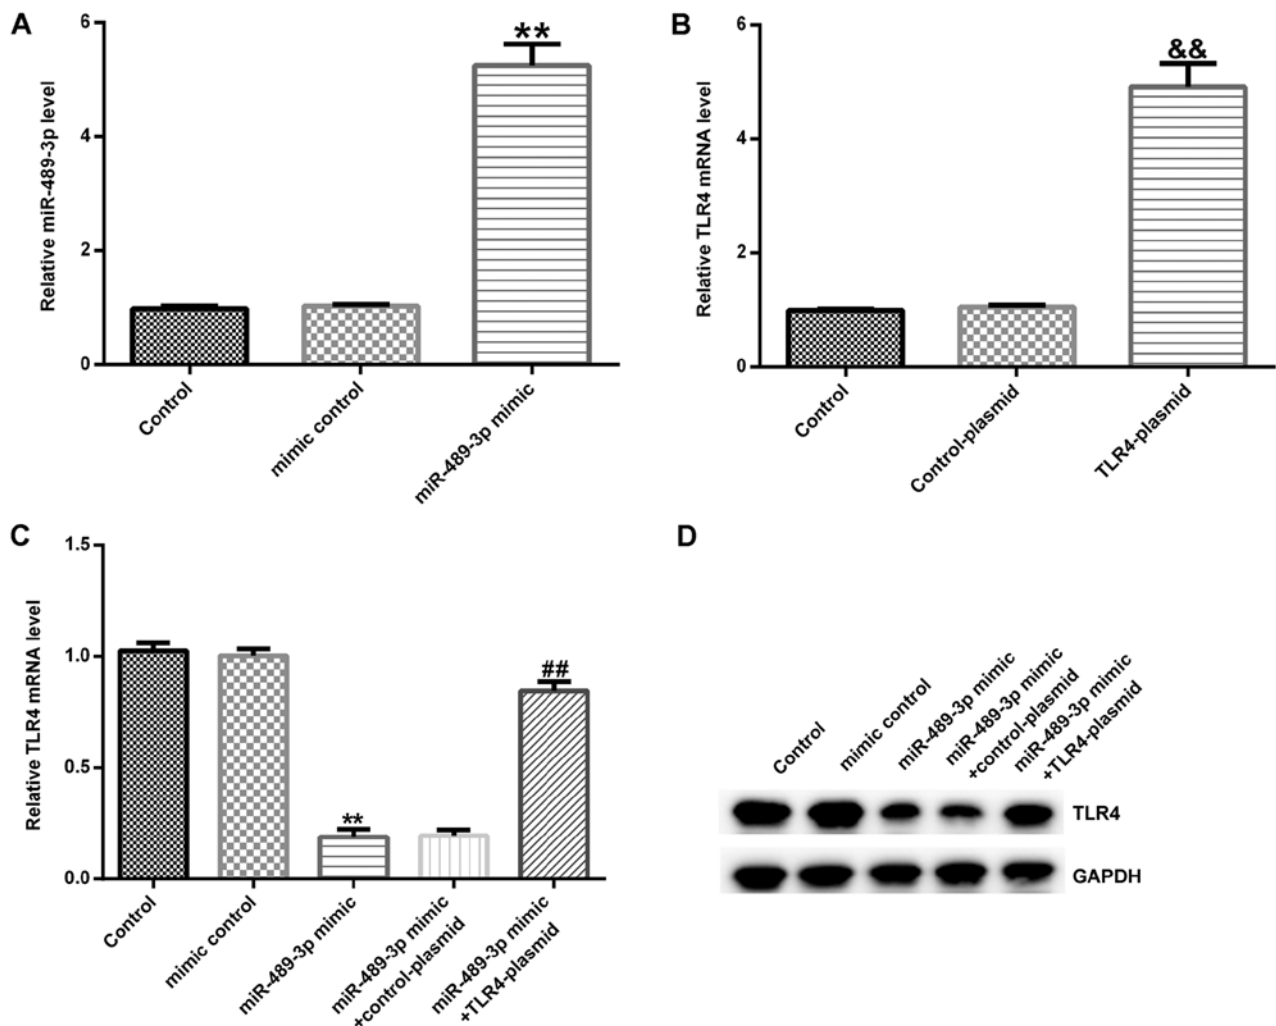 A
Relative miR-489-3p level
6
4
2
0
**
Control
mimic control
miR-489-3p mimic
B
Relative TLR4 mRNA level
6
4
2
0
&&
Control
Control-plasmid
TLR4-plasmid
C
Relative TLR4 mRNA level
1.5
1.0
0.5
0.0
**
##
Control
mimic control
miR-489-3p mimic
miR-489-3p mimic
+control-plasmid
miR-489-3p mimic
+TLR4-plasmid
D
Control
mimic control
miR-489-3p mimic
miR-489-3p mimic
+control-plasmid
miR-489-3p mimic
+TLR4-plasmid
TLR4
GAPDH